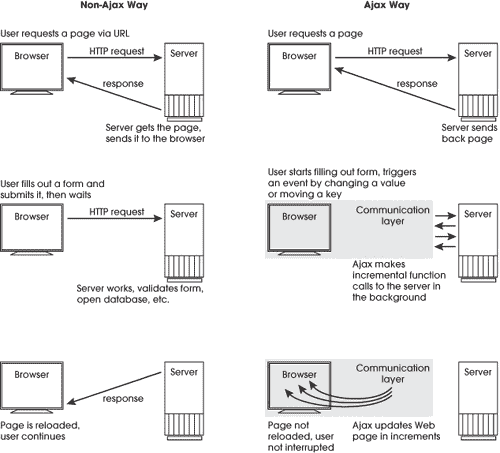 Non-Ajax Way
User requests a page via URL
Browser
HTTP request
Server
response
Server gets the page,
sends it to the browser
User fills out a form and
submits it, then waits
Browser
HTTP request
Server
Server works, validates form,
open database, etc.
Browser
Server
response
Page is reloaded,
user continues
Ajax Way
User requests a page
Browser
HTTP request
Server
response
Server sends
back page
User starts filling out form, triggers
an event by changing a value
or moving a key
Browser
Communication
layer
Server
Ajax makes
incremental function
calls to the server in
the background
Browser
Communication
layer
Server
Page not
reloaded, user
not interrupted
Ajax updates Web
page in increments